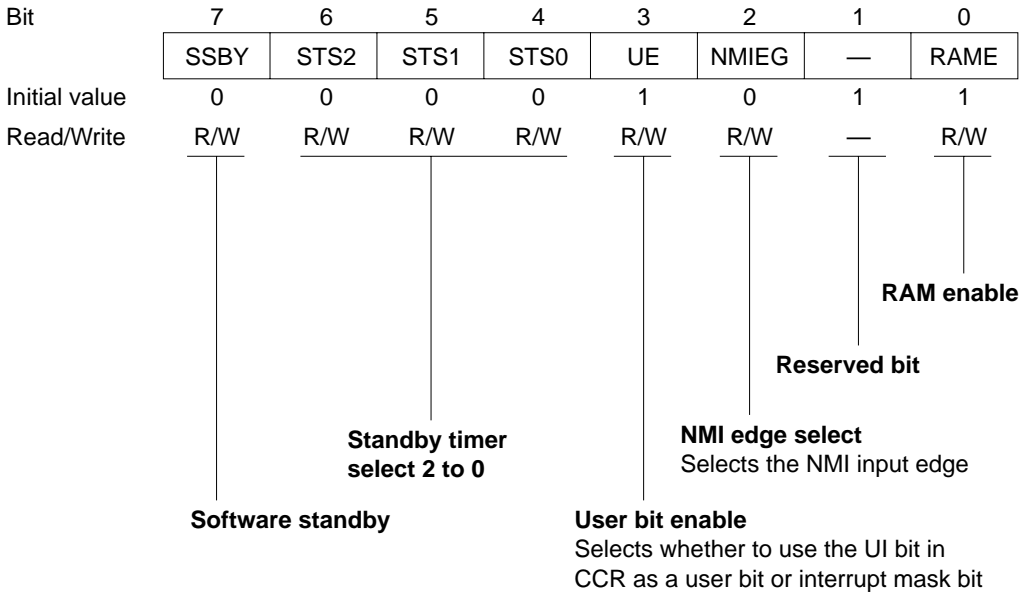 Bit 7 6 5 4 3 2 1 0
SSBY STS2 STS1 STS0 UE NMIEG — RAME
Initial value 0 0 0 0 1 0 1 1
Read/Write R/W R/W R/W R/W R/W R/W — R/W
RAM enable
Reserved bit
NMI edge select
Selects the NMI input edge
Standby timer
select 2 to 0
Software standby
User bit enable
Selects whether to use the UI bit in
CCR as a user bit or interrupt mask bit